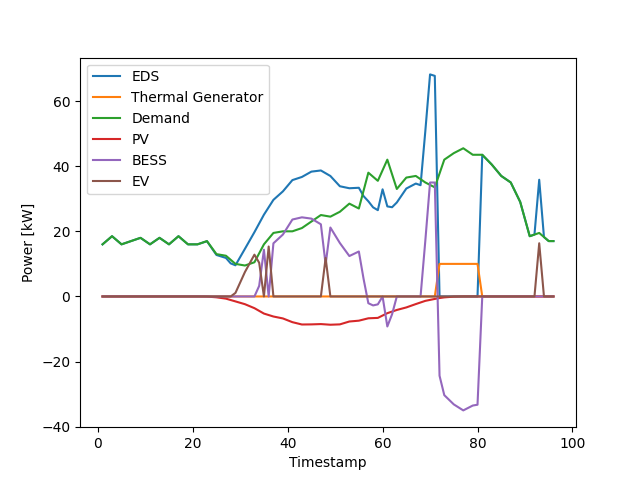 EDS
Thermal Generator
Demand
PV
BESS
EV
60
40
20
0
−20
−40
Power [kW]
0 20 40 60 80 100
Timestamp